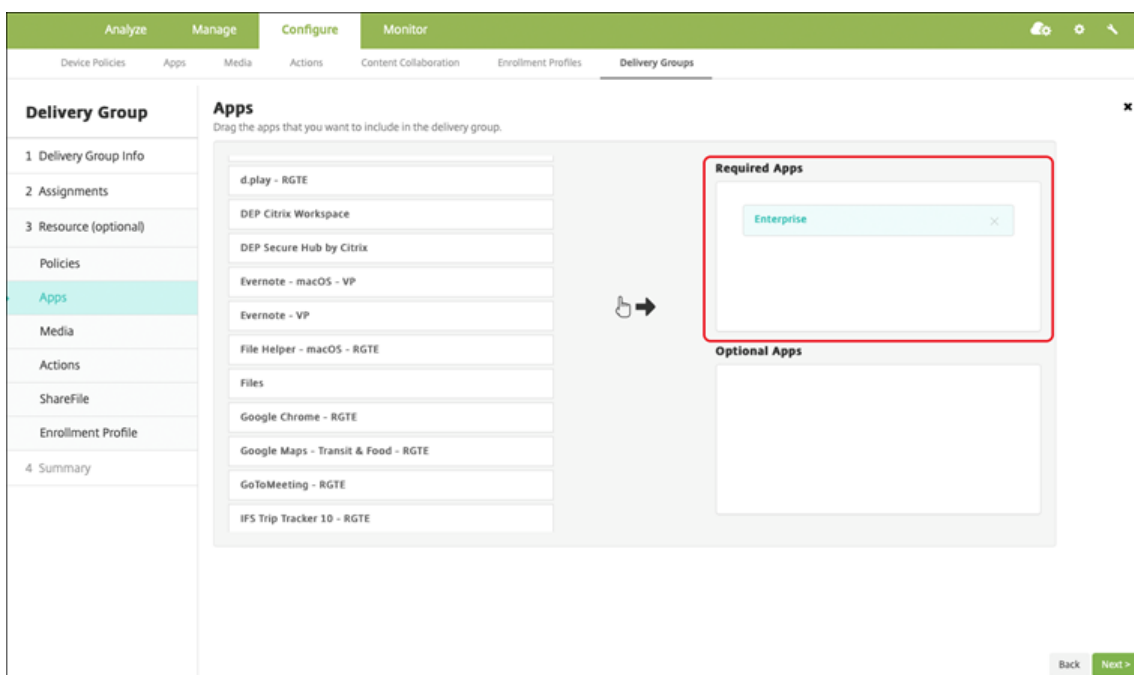 Analyze Manage Configure Monitor
Device Policies Apps Media Actions Content Collaboration Enrollment Profiles Delivery Groups
Delivery Group
1 Delivery Group Info
2 Assignments
3 Resource (optional)
Policies
Apps
Media
Actions
ShareFile
Enrollment Profile
4 Summary
Apps
Drag the apps that you want to include in the delivery group.
d.play - RGTE
DEP Citrix Workspace
DEP Secure Hub by Citrix
Evernote - macOS - VP
Evernote - VP
File Helper - macOS - RGTE
Files
Google Chrome - RGTE
Google Maps - Transit & Food - RGTE
GoToMeeting - RGTE
IFS Trip Tracker 10 - RGTE
Required Apps
Enterprise
Optional Apps
Back Next >